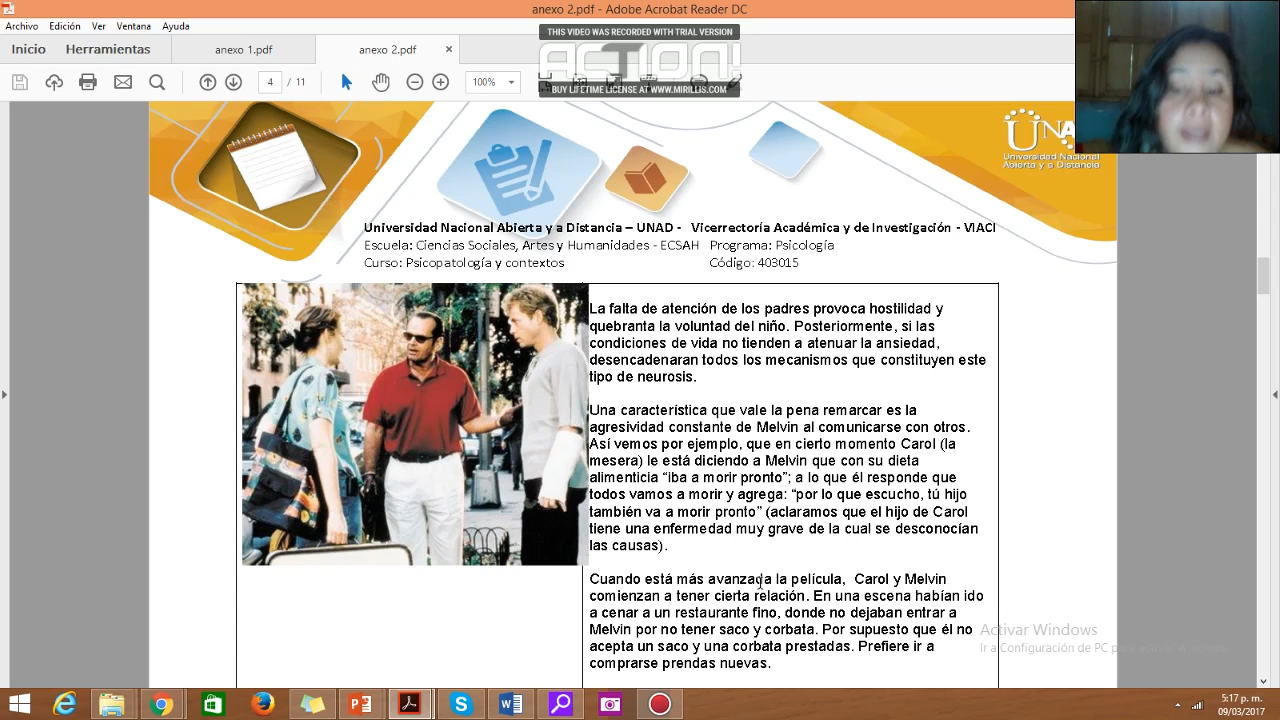 anexo 2.pdf - Adobe Acrobat Reader DC
Archivo Edición Ver Ventana Ayuda
THIS VIDEO WAS RECORDED WITH TRIAL VERSION
ACTION!
BUY LIFETIME LICENSE AT WWW.MIRILLIS.COM
Inicio Herramientas anexo 1.pdf anexo 2.pdf ×
4 / 11 100%
UNA
Universidad Nacional
Abierta y a Distancia
Universidad Nacional Abierta y a Distancia – UNAD - Vicerrectoría Académica y de Investigación - VIACI
Escuela: Ciencias Sociales, Artes y Humanidades - ECSAH Programa: Psicología
Curso: Psicopatología y contextos Código: 403015
La falta de atención de los padres provoca hostilidad y
quebranta la voluntad del niño. Posteriormente, si las
condiciones de vida no tienden a atenuar la ansiedad,
desencadenaran todos los mecanismos que constituyen este
tipo de neurosis.
Una característica que vale la pena remarcar es la
agresividad constante de Melvin al comunicarse con otros.
Así vemos por ejemplo, que en cierto momento Carol (la
mesera) le está diciendo a Melvin que con su dieta
alimenticia “iba a morir pronto”; a lo que él responde que
todos vamos a morir y agrega: “por lo que escucho, tú hijo
también va a morir pronto” (aclaramos que el hijo de Carol
tiene una enfermedad muy grave de la cual se desconocían
las causas).
Cuando está más avanzada la película, Carol y Melvin
comienzan a tener cierta relación. En una escena habían ido
a cenar a un restaurante fino, donde no dejaban entrar a
Melvin por no tener saco y corbata. Por supuesto que él no
acepta un saco y una corbata prestadas. Prefiere ir a
comprarse prendas nuevas.
Activar Windows
Ir a Configuración de PC para activar Windows.
5:17 p. m.
09/03/2017